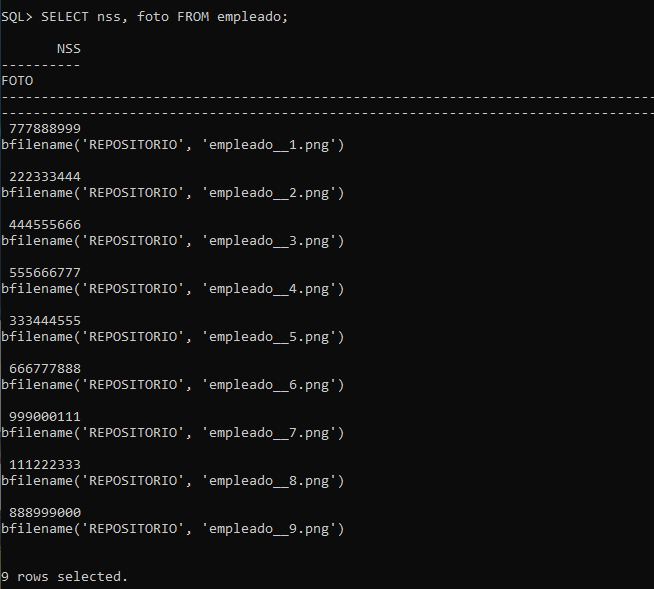 SQL> SELECT nss, foto FROM empleado;
NSS
----------
FOTO
--------------------------------------------------------------------------------
--------------------------------------------------------------------------------
777888999
bfilename('REPOSITORIO', 'empleado__1.png')
222333444
bfilename('REPOSITORIO', 'empleado__2.png')
444555666
bfilename('REPOSITORIO', 'empleado__3.png')
555666777
bfilename('REPOSITORIO', 'empleado__4.png')
333444555
bfilename('REPOSITORIO', 'empleado__5.png')
666777888
bfilename('REPOSITORIO', 'empleado__6.png')
999000111
bfilename('REPOSITORIO', 'empleado__7.png')
111222333
bfilename('REPOSITORIO', 'empleado__8.png')
888999000
bfilename('REPOSITORIO', 'empleado__9.png')
9 rows selected.